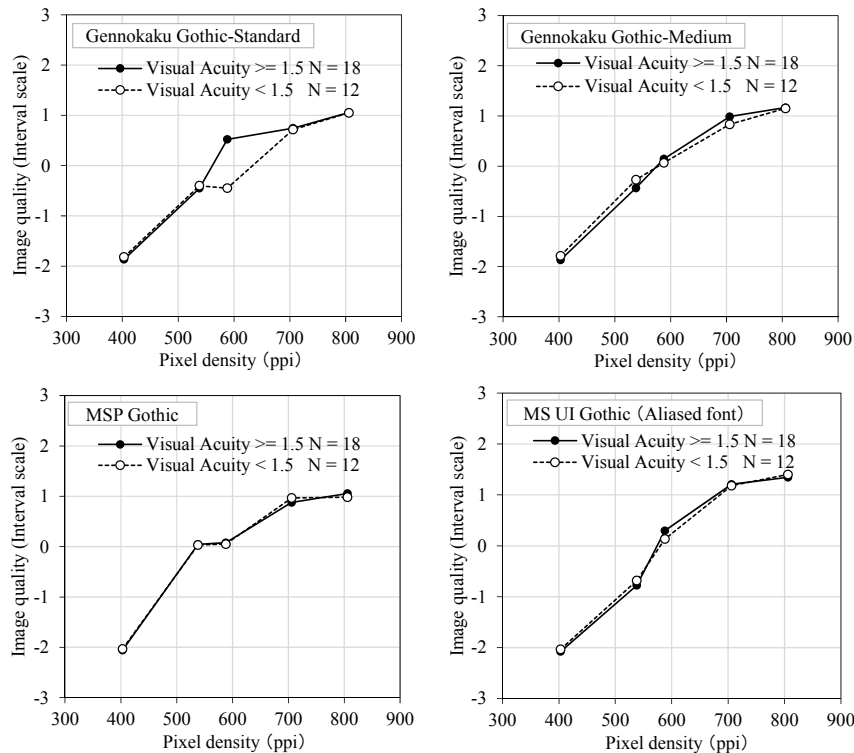 Gennokaku Gothic-Standard
Visual Acuity >= 1.5 N = 18
Visual Acuity < 1.5 N = 12
Image quality (Interval scale)
3
2
1
0
-1
-2
-3
300 400 500 600 700 800 900
Pixel density (ppi)
Gennokaku Gothic-Medium
Visual Acuity >= 1.5 N = 18
Visual Acuity < 1.5 N = 12
Image quality (Interval scale)
3
2
1
0
-1
-2
-3
300 400 500 600 700 800 900
Pixel density (ppi)
MSP Gothic
Visual Acuity >= 1.5 N = 18
Visual Acuity < 1.5 N = 12
Image quality (Interval scale)
3
2
1
0
-1
-2
-3
300 400 500 600 700 800 900
Pixel density (ppi)
MS UI Gothic (Aliased font)
Visual Acuity >= 1.5 N = 18
Visual Acuity < 1.5 N = 12
Image quality (Interval scale)
3
2
1
0
-1
-2
-3
300 400 500 600 700 800 900
Pixel density (ppi)